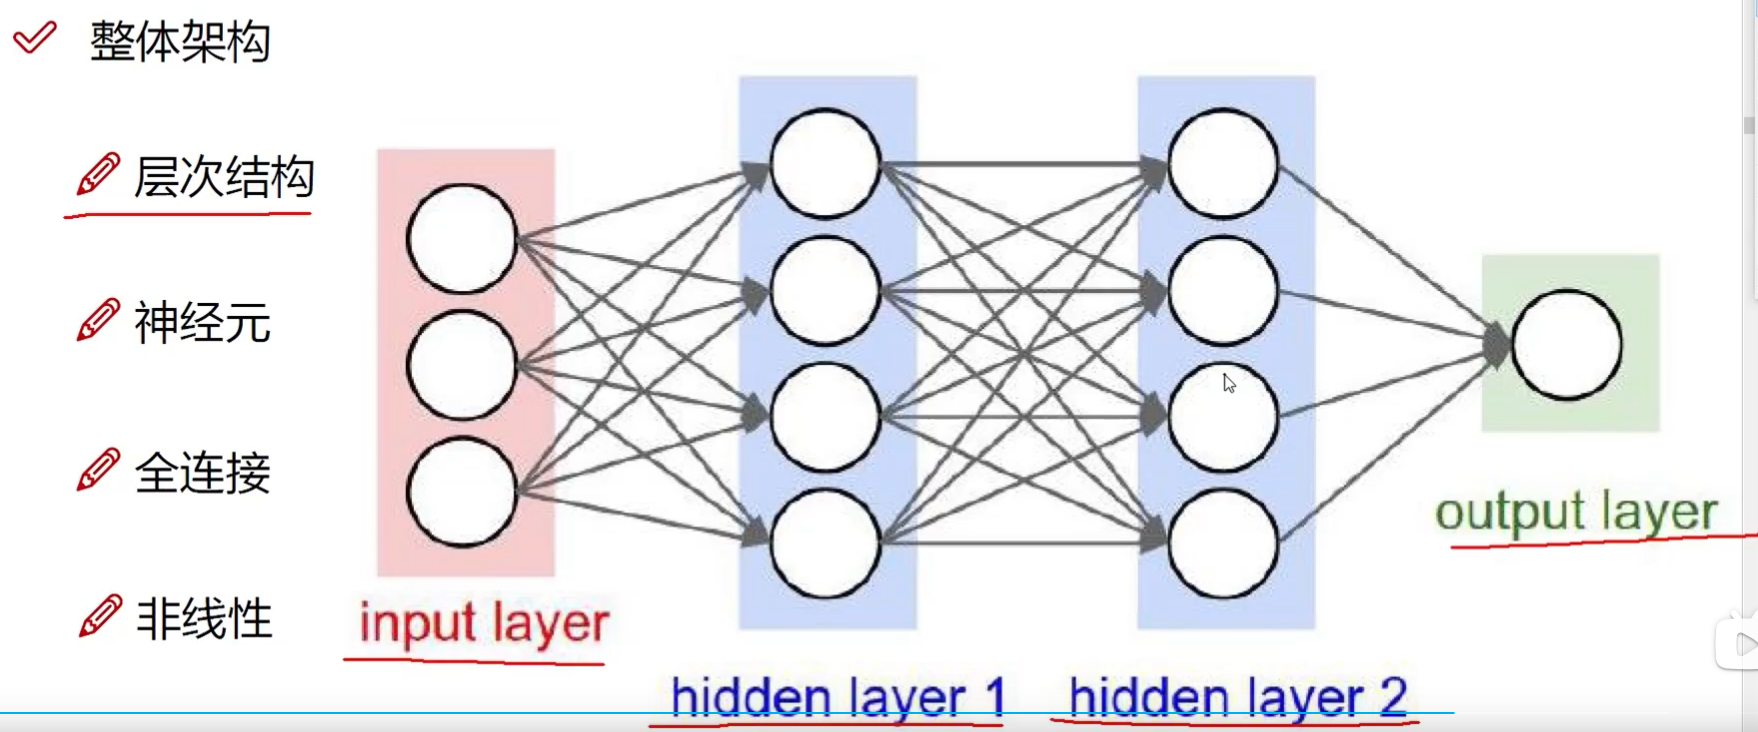 整体架构
层次结构
神经元
全连接
非线性
input layer
hidden layer 1
hidden layer 2
output layer